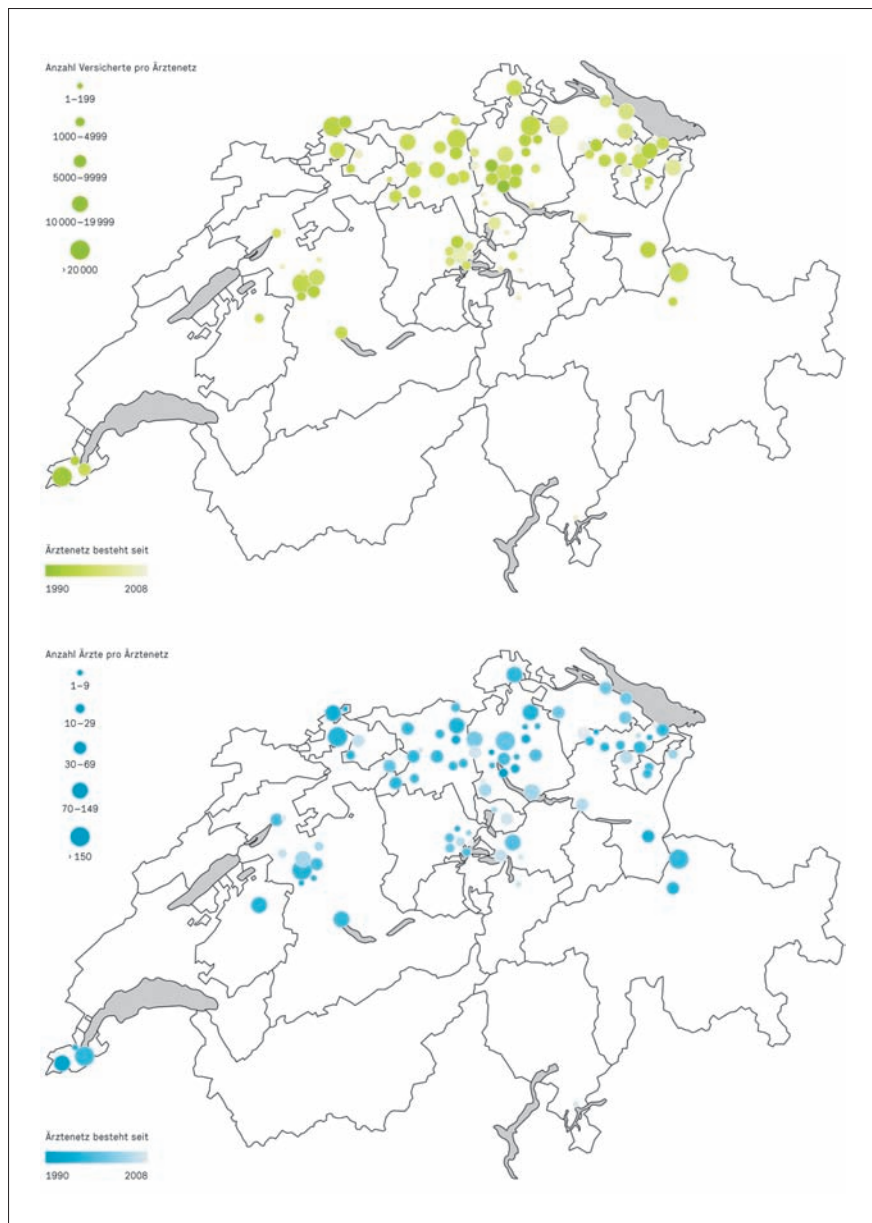 Anzahl Versicherte pro Ärztenetz
1–199
1000–4999
5000–9999
10 000–19 999
›20 000
Ärztenetz besteht seit
1990 2008
Anzahl Ärzte pro Ärztenetz
1–9
10–29
30–69
70–149
›150
Ärztenetz besteht seit
1990 2008